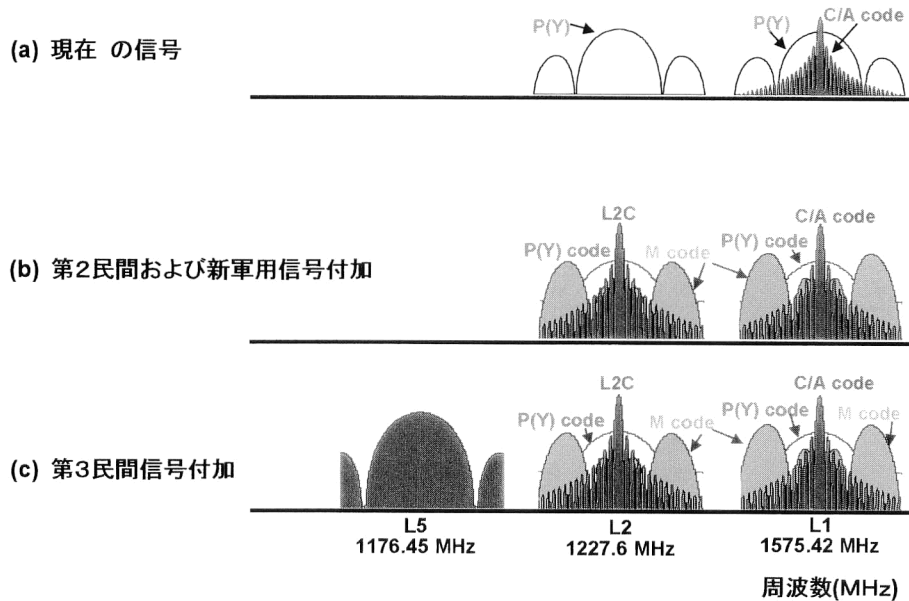 (a) 現在 の信号
P(Y)
P(Y)
C/A code
(b) 第2民間および新軍用信号付加
L2C
P(Y) code
M code
C/A code
P(Y) code
(c) 第3民間信号付加
L2C
P(Y) code
M code
C/A code
P(Y) code
M code
L5
1176.45 MHz
L2
1227.6 MHz
L1
1575.42 MHz
周波数(MHz)